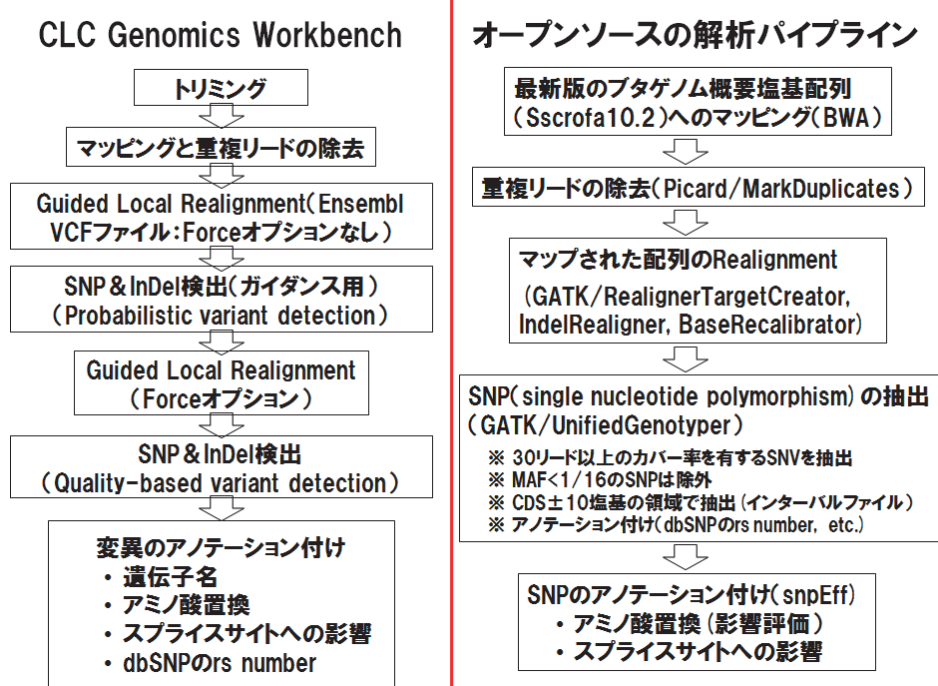 CLC Genomics Workbench
トリミング
マッピングと重複リードの除去
Guided Local Realignment(Ensembl
VCFファイル:Forceオプションなし)
SNP&InDel検出(ガイダンス用)
(Probabilistic variant detection)
Guided Local Realignment
(Forceオプション)
SNP&InDel検出
(Quality-based variant detection)
変異のアノテーション付け
・ 遺伝子名
・ アミノ酸置換
・ スプライスサイトへの影響
・ dbSNPのrs number
オープンソースの解析パイプライン
最新版のブタゲノム概要塩基配列
(Sscrofa10.2)へのマッピング(BWA)
重複リードの除去(Picard/MarkDuplicates)
マップされた配列のRealignment
(GATK/RealignerTargetCreator,
IndelRealigner, BaseRecalibrator)
SNP(single nucleotide polymorphism)の抽出
(GATK/UnifiedGenotyper)
※ 30リード以上のカバー率を有するSNVを抽出
※ MAF<1/16のSNPは除外
※ CDS±10塩基の領域で抽出(インターバルファイル)
※ アノテーション付け(dbSNPのrs number, etc.)
SNPのアノテーション付け(snpEff)
・ アミノ酸置換(影響評価)
・ スプライスサイトへの影響